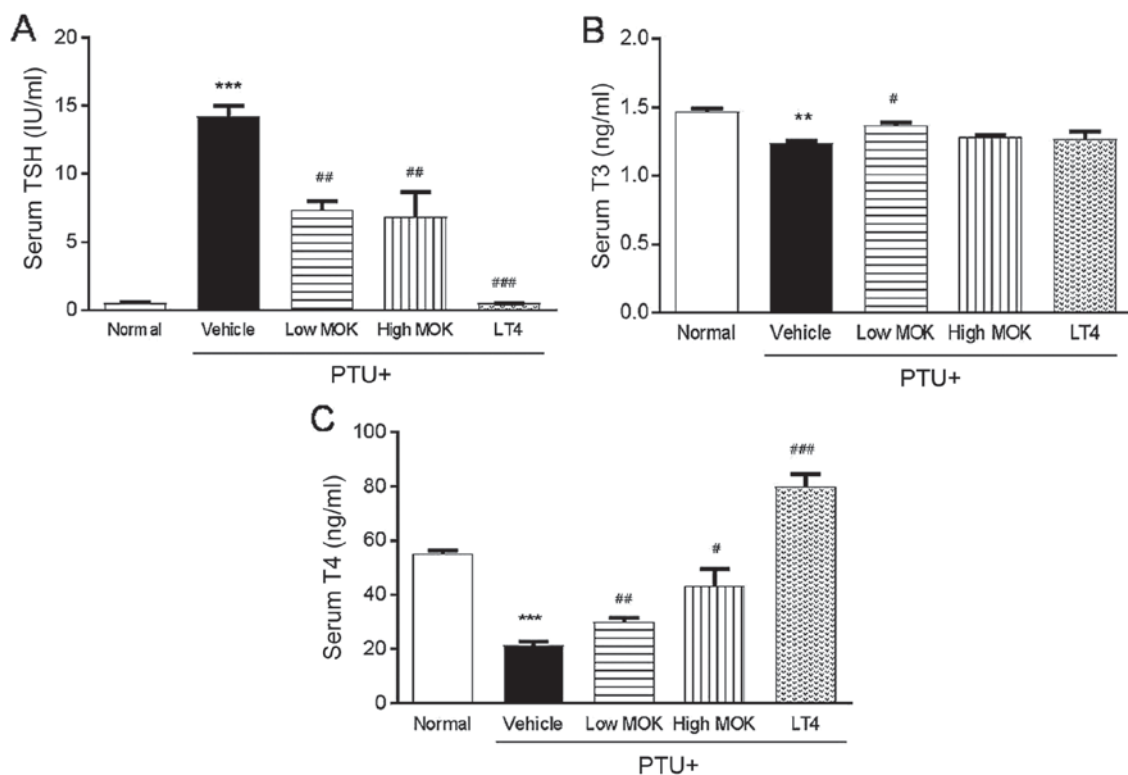 A
Serum TSH (IU/ml)
20
15
10
5
0
***
##
##
###
Normal
Vehicle
Low MOK
High MOK
LT4
PTU+
B
Serum T3 (ng/ml)
2.0
1.5
1.0
0.5
0.0
**
#
Normal
Vehicle
Low MOK
High MOK
LT4
PTU+
C
Serum T4 (ng/ml)
100
80
60
40
20
0
***
##
#
###
Normal
Vehicle
Low MOK
High MOK
LT4
PTU+